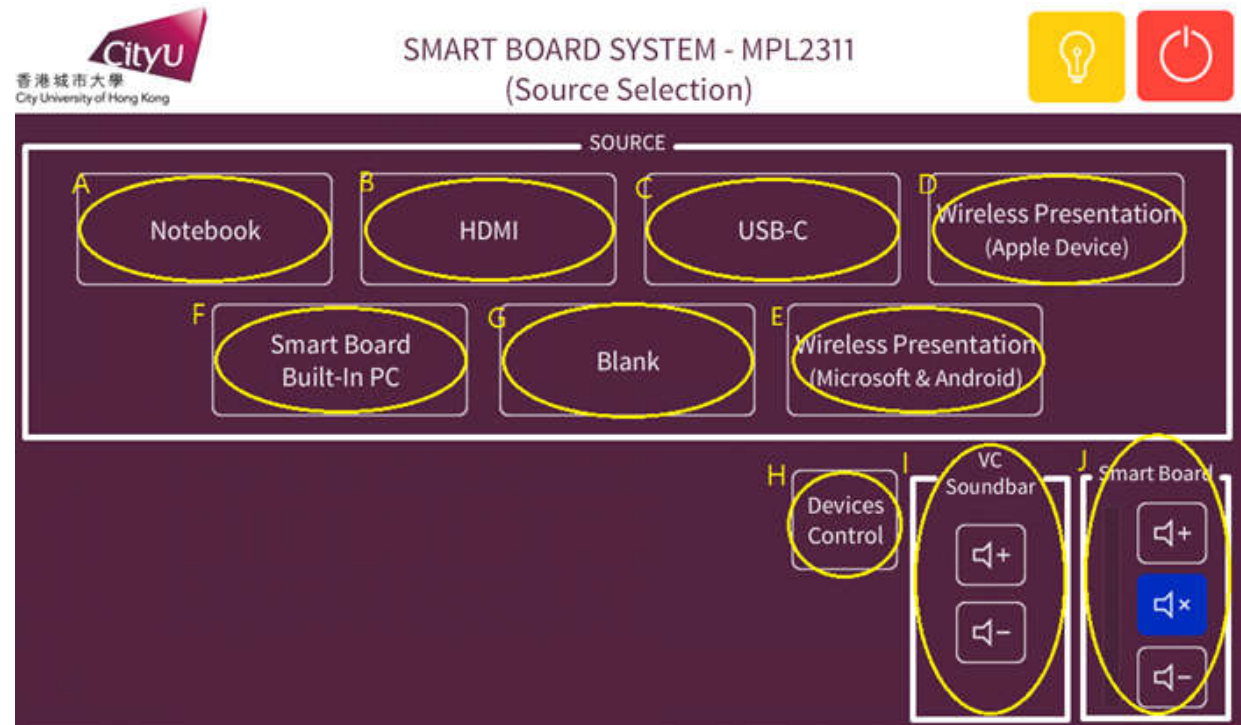 CityU
香港城市大學
City University of Hong Kong
SMART BOARD SYSTEM - MPL2311
(Source Selection)
SOURCE
A
Notebook
B
HDMI
C
USB-C
D
Wireless Presentation
(Apple Device)
F
Smart Board
Built-In PC
G
Blank
E
Wireless Presentation
(Microsoft & Android)
H
Devices
Control
I
VC
Soundbar
J
Smart Board